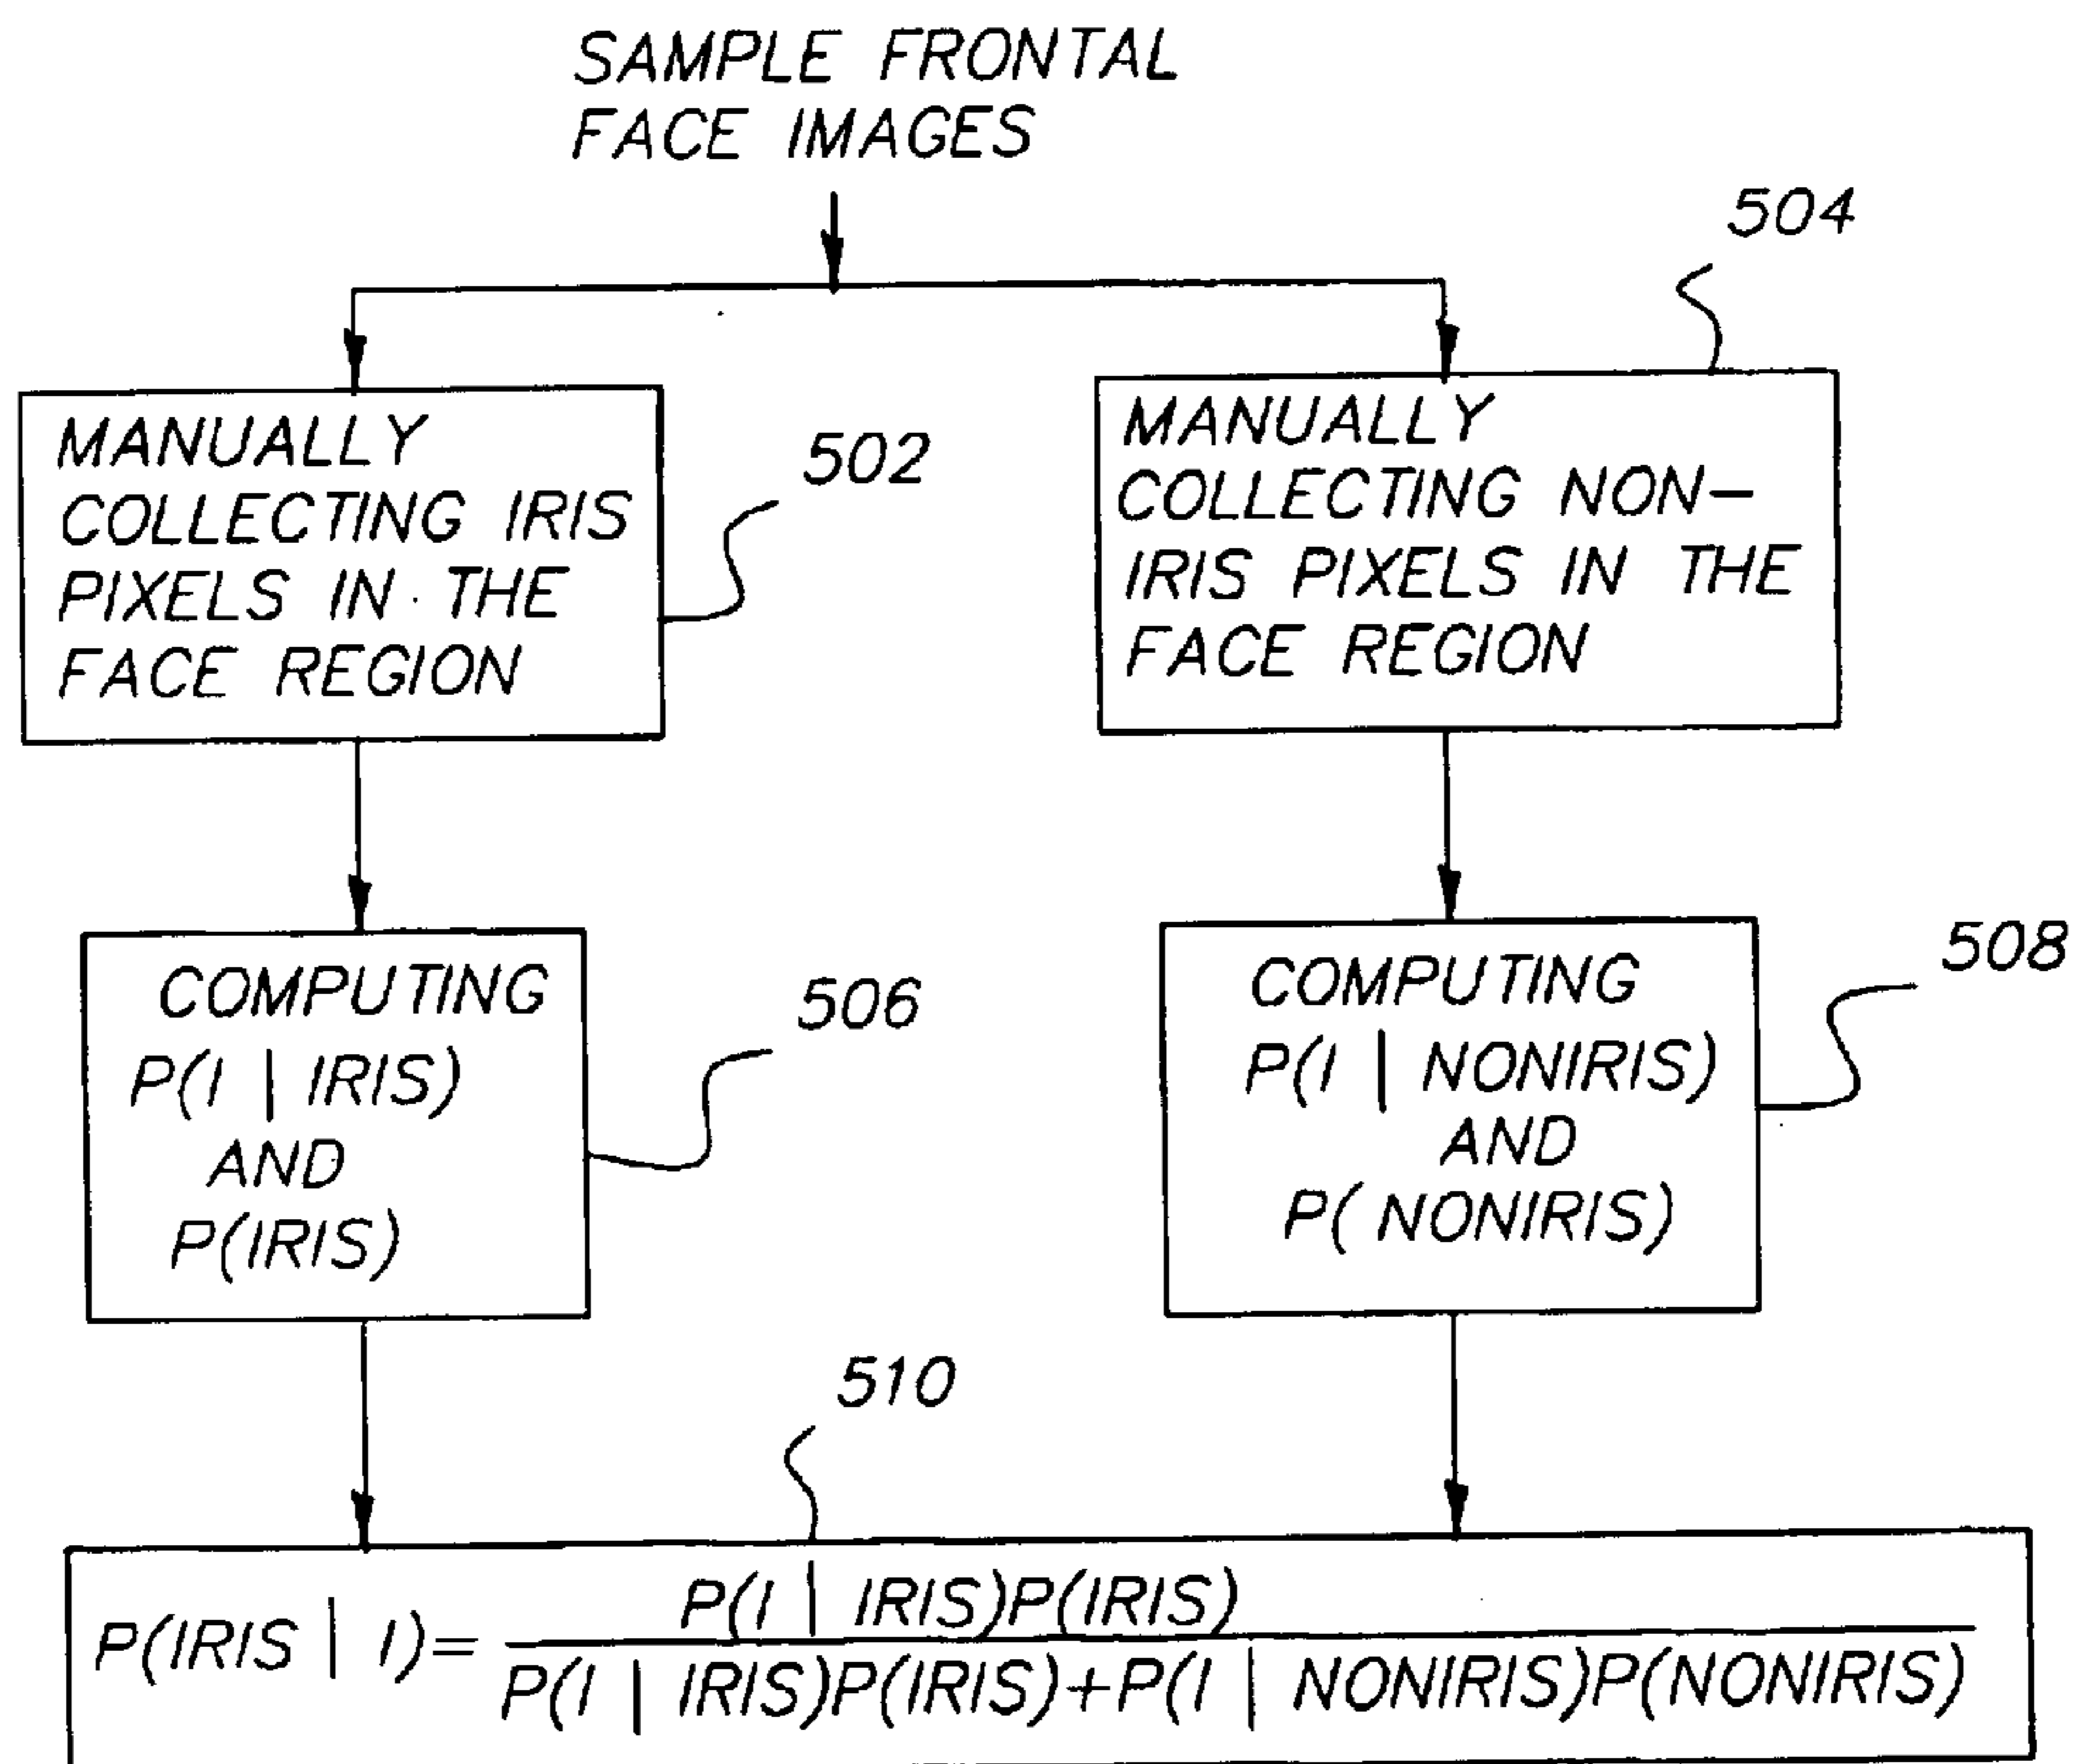 SAMPLE FRONTAL
FACE IMAGES
504
MANUALLY
COLLECTING IRIS
PIXELS IN THE
FACE REGION
502
MANUALLY
COLLECTING NON-
IRIS PIXELS IN THE
FACE REGION
COMPUTING
P(I | IRIS)
AND
P(IRIS)
506
COMPUTING
P(I | NONIRIS)
AND
P(NONIRIS)
508
510
P(IRIS | I)=
P(I | IRIS)P(IRIS)
P(I | IRIS)P(IRIS)+P(I | NONIRIS)P(NONIRIS)